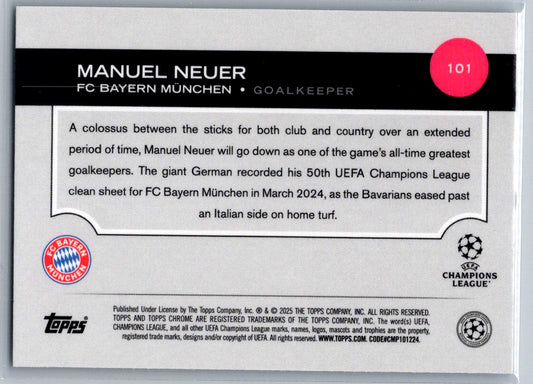 101
MANUEL NEUER
FC BAYERN MÜNCHEN • GOALKEEPER
A colossus between the sticks for both club and country over an extended
period of time, Manuel Neuer will go down as one of the game's all-time greatest
goalkeepers. The giant German recorded his 50th UEFA Champions League
clean sheet for FC Bayern München in March 2024, as the Bavarians eased past
an Italian side on home turf.
FC BAYERN
MÜNCHEN
UEFA
CHAMPIONS
LEAGUE
Topps
Published Under License by The Topps Company, Inc. ® & © 2025 THE TOPPS COMPANY, INC. ALL RIGHTS RESERVED.
TOPPS AND TOPPS CHROME ARE REGISTERED TRADEMARKS OF THE TOPPS COMPANY, INC. The word(s) UEFA,
CHAMPIONS LEAGUE, and all other UEFA Champions League marks, names, logos, mascots and trophies are the property,
registered trade marks, designs and/or copyright of UEFA. All rights reserved. WWW.TOPPS.COM. CODE#CMP101224.